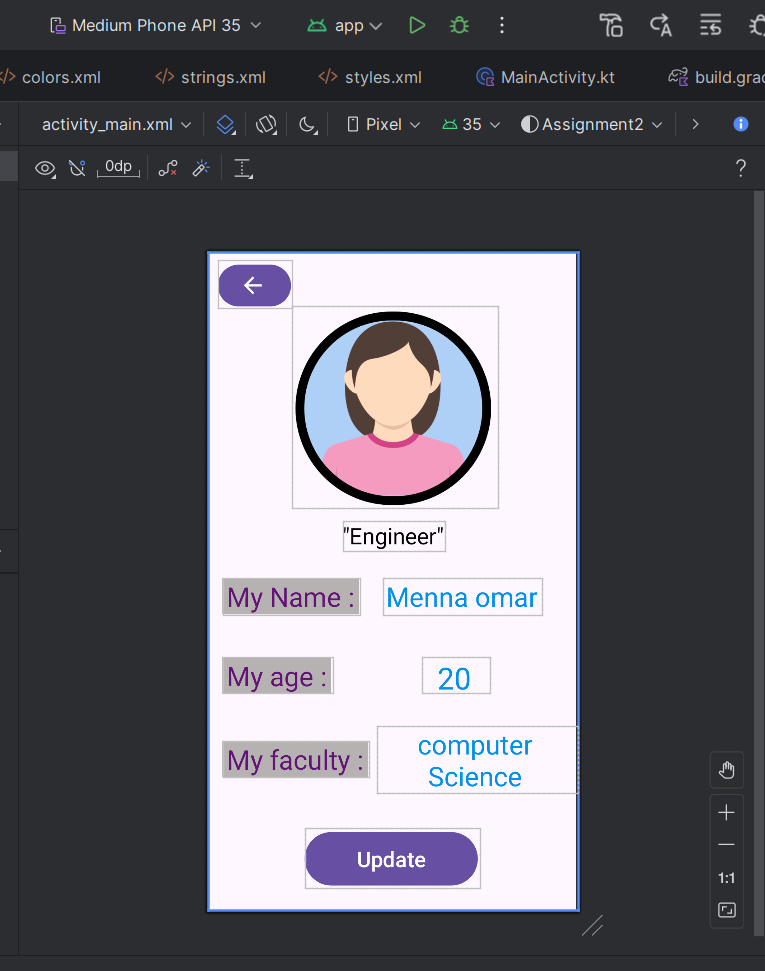 Medium Phone API 35 app
</> colors.xml </> strings.xml </> styles.xml MainActivity.kt build.grad
activity_main.xml Pixel 35 Assignment2
0dp ?
"Engineer"
My Name : Menna omar
My age : 20
My faculty : computer
Science
Update
1:1